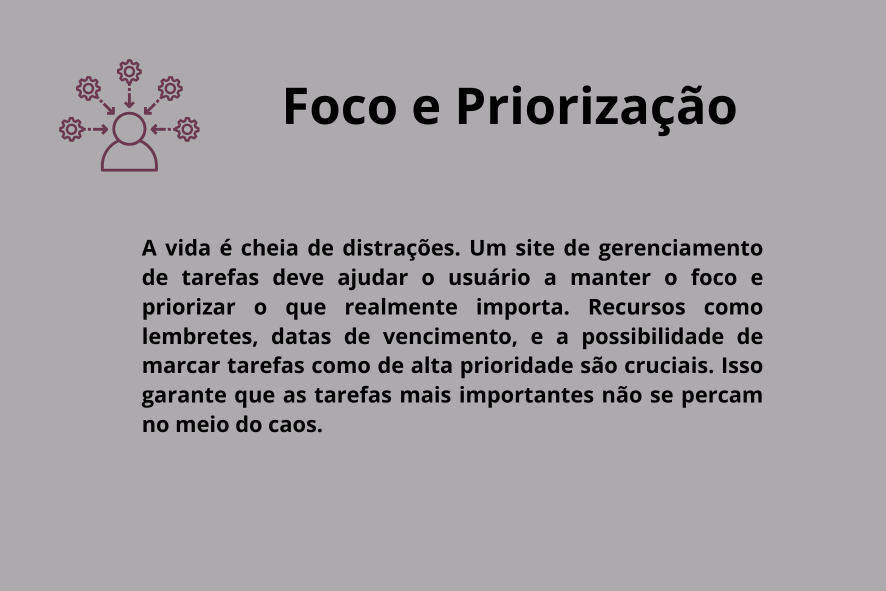 Foco e Priorização
A vida é cheia de distrações. Um site de gerenciamento
de tarefas deve ajudar o usuário a manter o foco e
priorizar o que realmente importa. Recursos como
lembretes, datas de vencimento, e a possibilidade de
marcar tarefas como de alta prioridade são cruciais. Isso
garante que as tarefas mais importantes não se percam
no meio do caos.